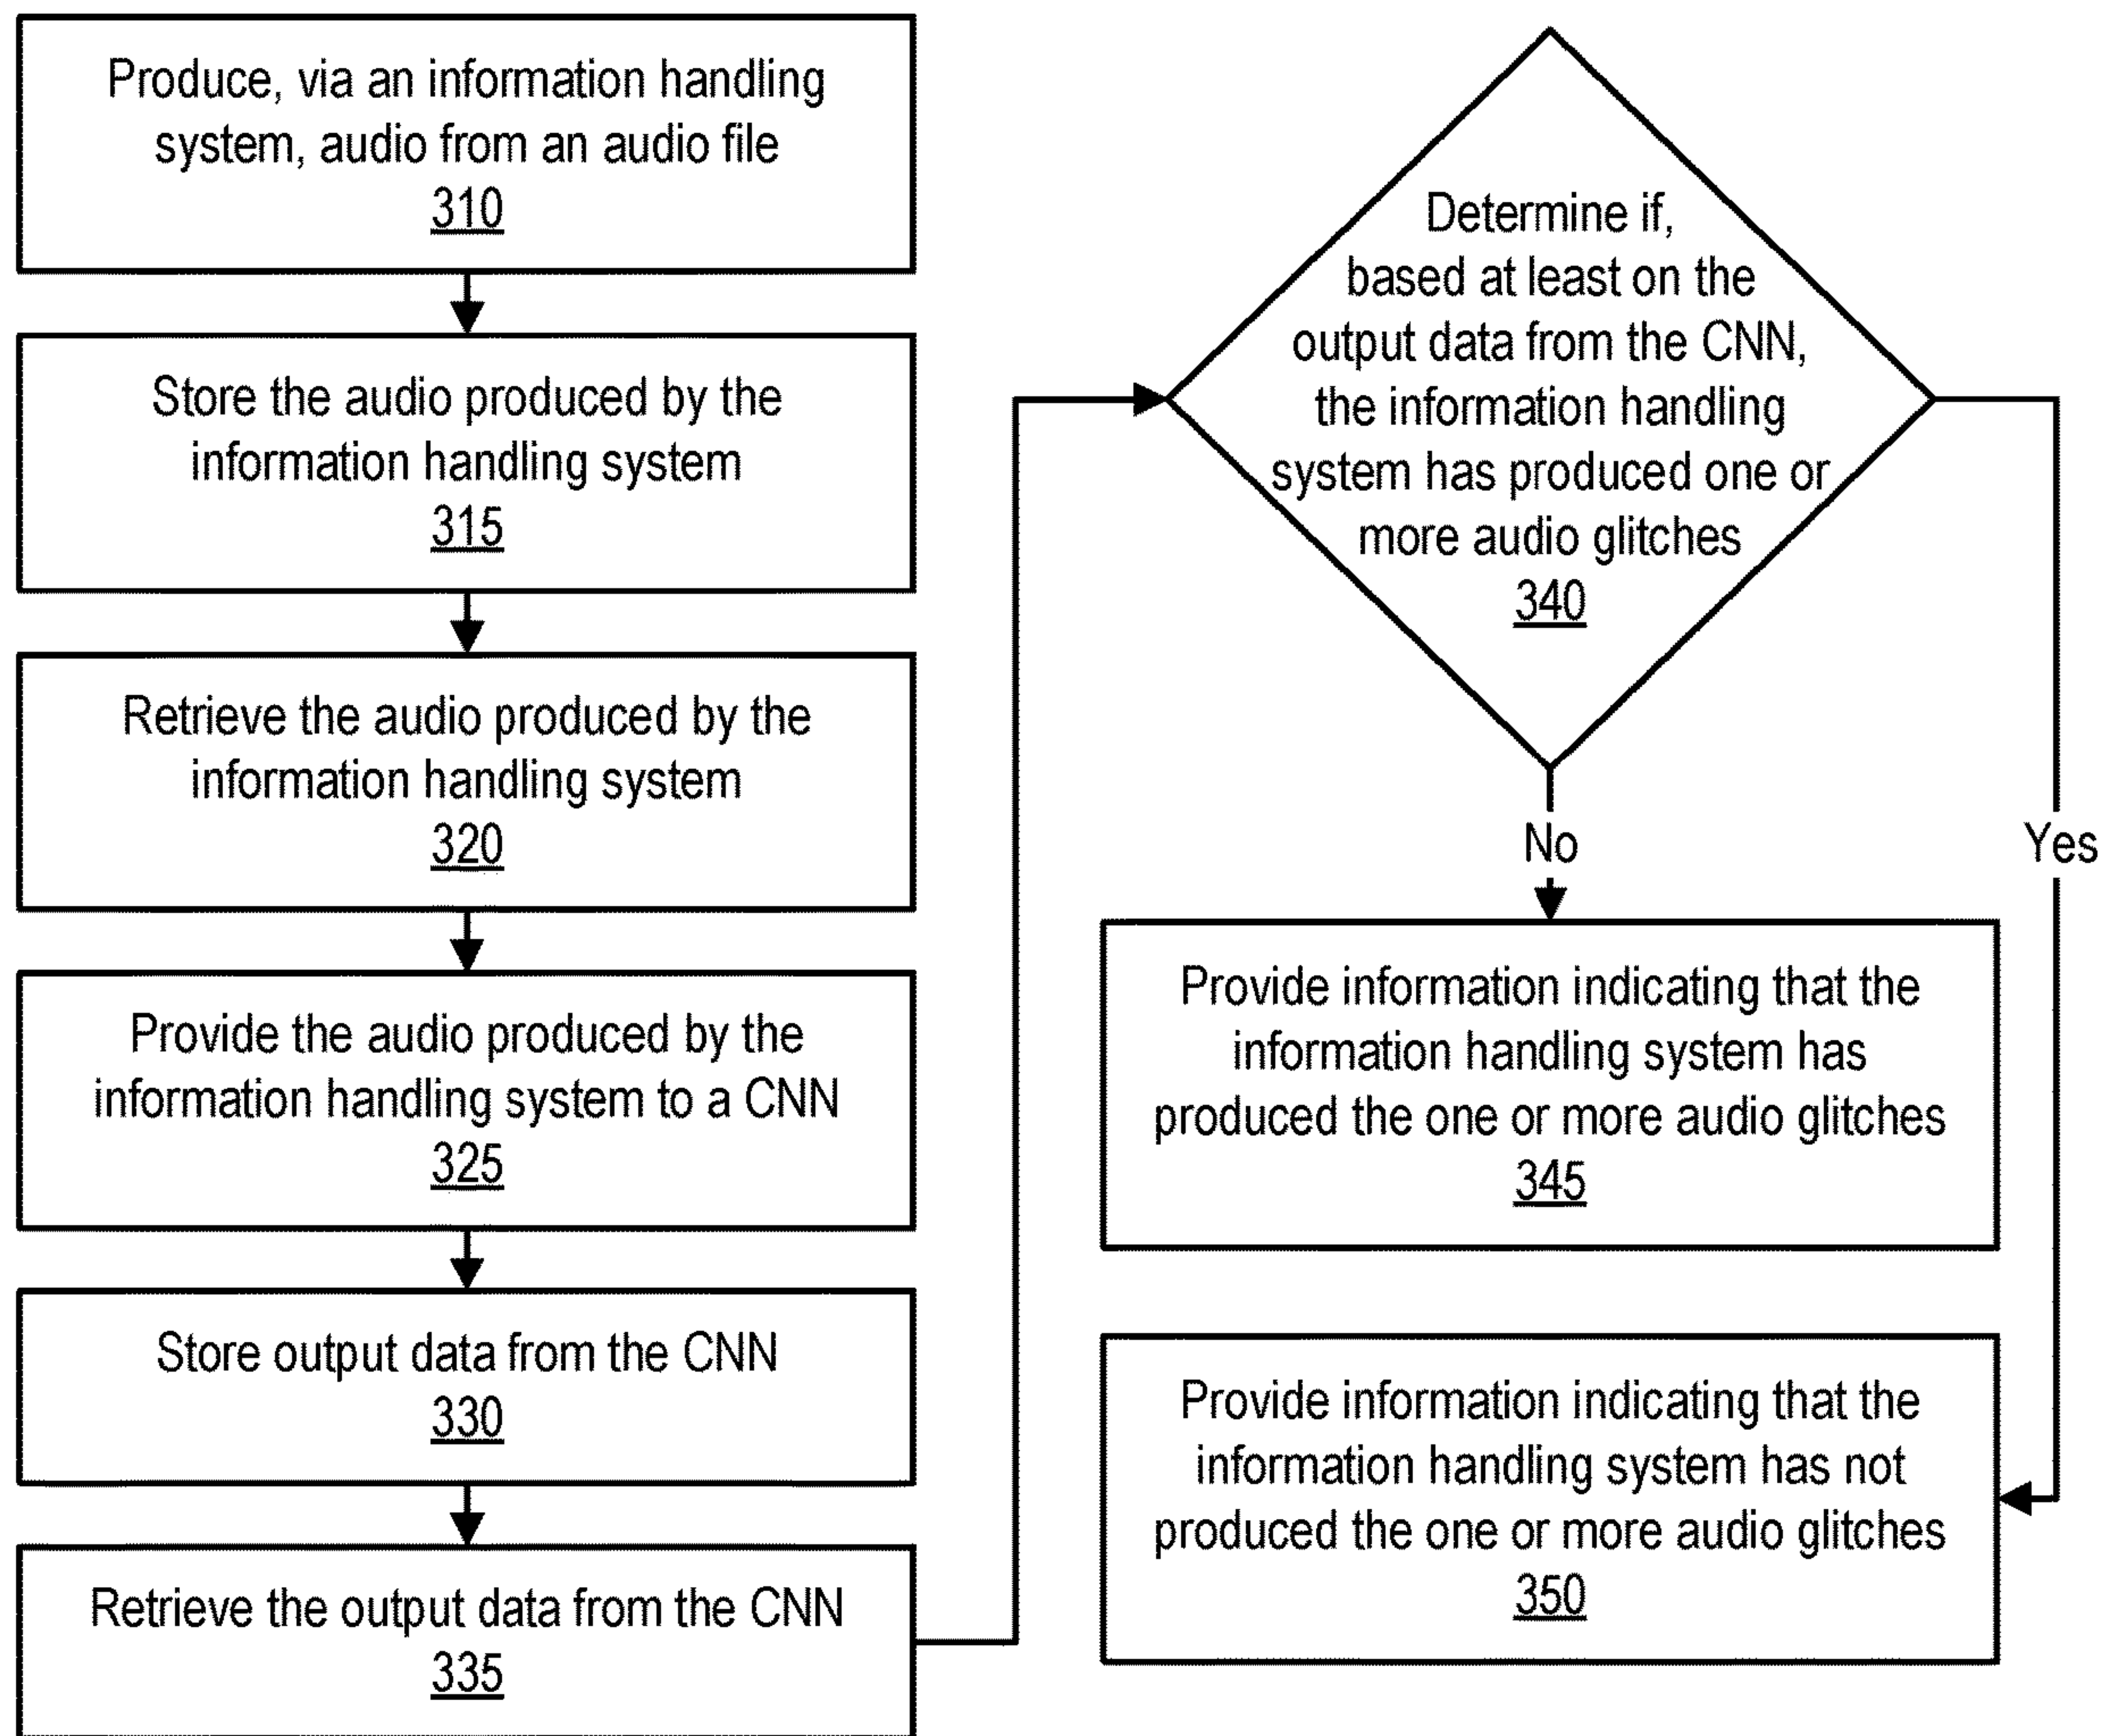 Produce, via an information handling
system, audio from an audio file
310
Store the audio produced by the
information handling system
315
Retrieve the audio produced by the
information handling system
320
Provide the audio produced by the
information handling system to a CNN
325
Store output data from the CNN
330
Retrieve the output data from the CNN
335
Determine if,
based at least on the
output data from the CNN,
the information handling
system has produced one or
more audio glitches
340
No
Yes
Provide information indicating that the
information handling system has
produced the one or more audio glitches
345
Provide information indicating that the
information handling system has not
produced the one or more audio glitches
350